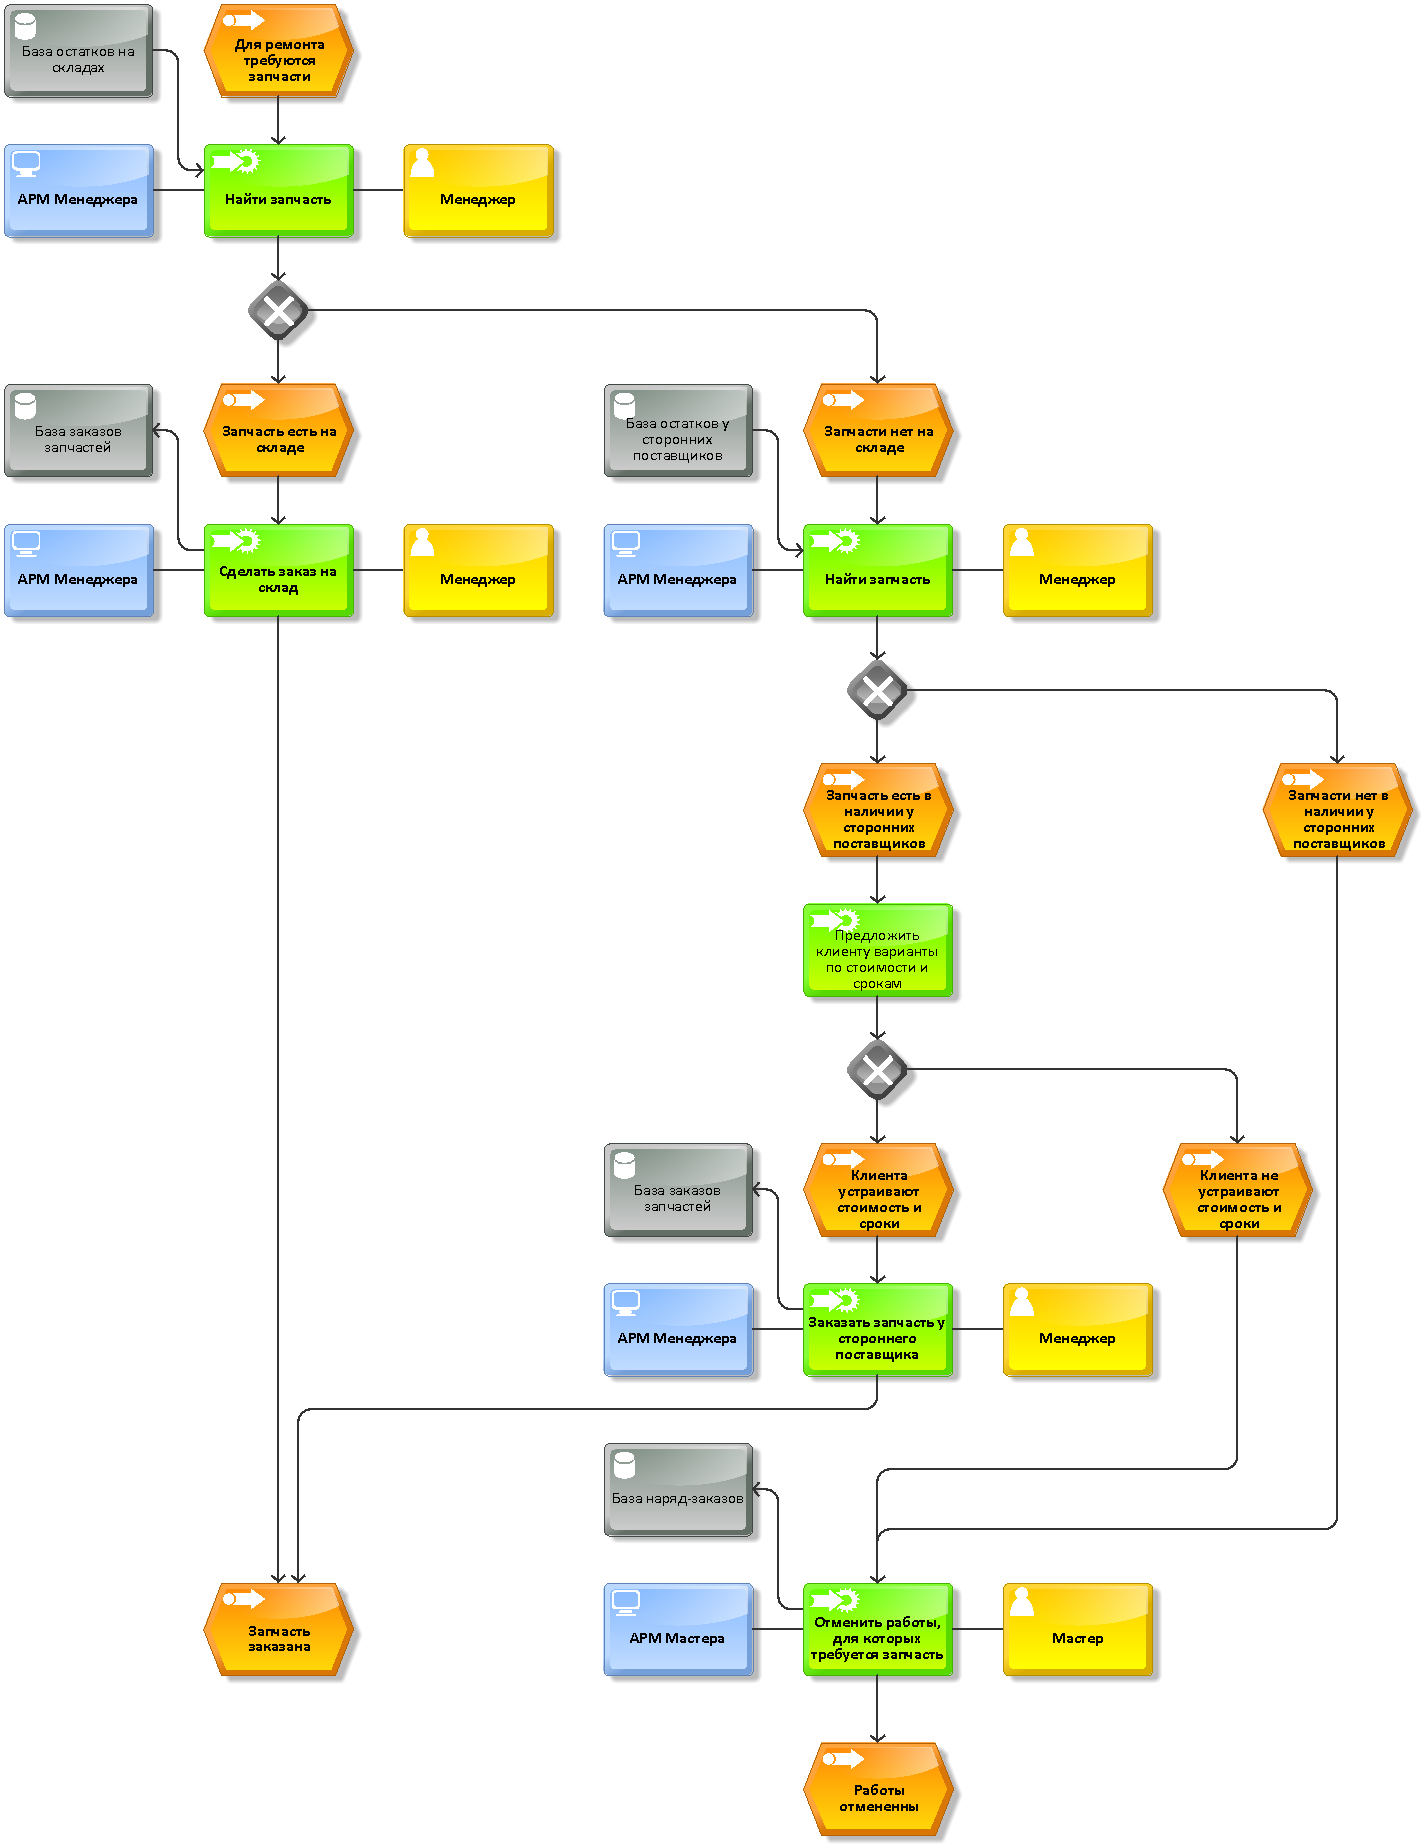 База остатков на
складах
Для ремонта
требуются
запчасти
АРМ Менеджера
Найти запчасть
Менеджер
База заказов
запчастей
Запчасть есть на
складе
База остатков у
сторонних
поставщиков
Запчасти нет на
складе
АРМ Менеджера
Сделать заказ на
склад
Менеджер
АРМ Менеджера
Найти запчасть
Менеджер
Запчасть есть в
наличии у
сторонних
поставщиков
Запчасти нет в
наличии у
сторонних
поставщиков
Предложить
клиенту варианты
по стоимости и
срокам
База заказов
запчастей
Клиента
устраивают
стоимость и
сроки
Клиента не
устраивают
стоимость и
сроки
АРМ Менеджера
Заказать запчасть у
стороннего
поставщика
Менеджер
База наряд-заказов
Запчасть
заказана
АРМ Мастера
Отменить работы,
для которых
требуется запчасть
Мастер
Работы
отмененны